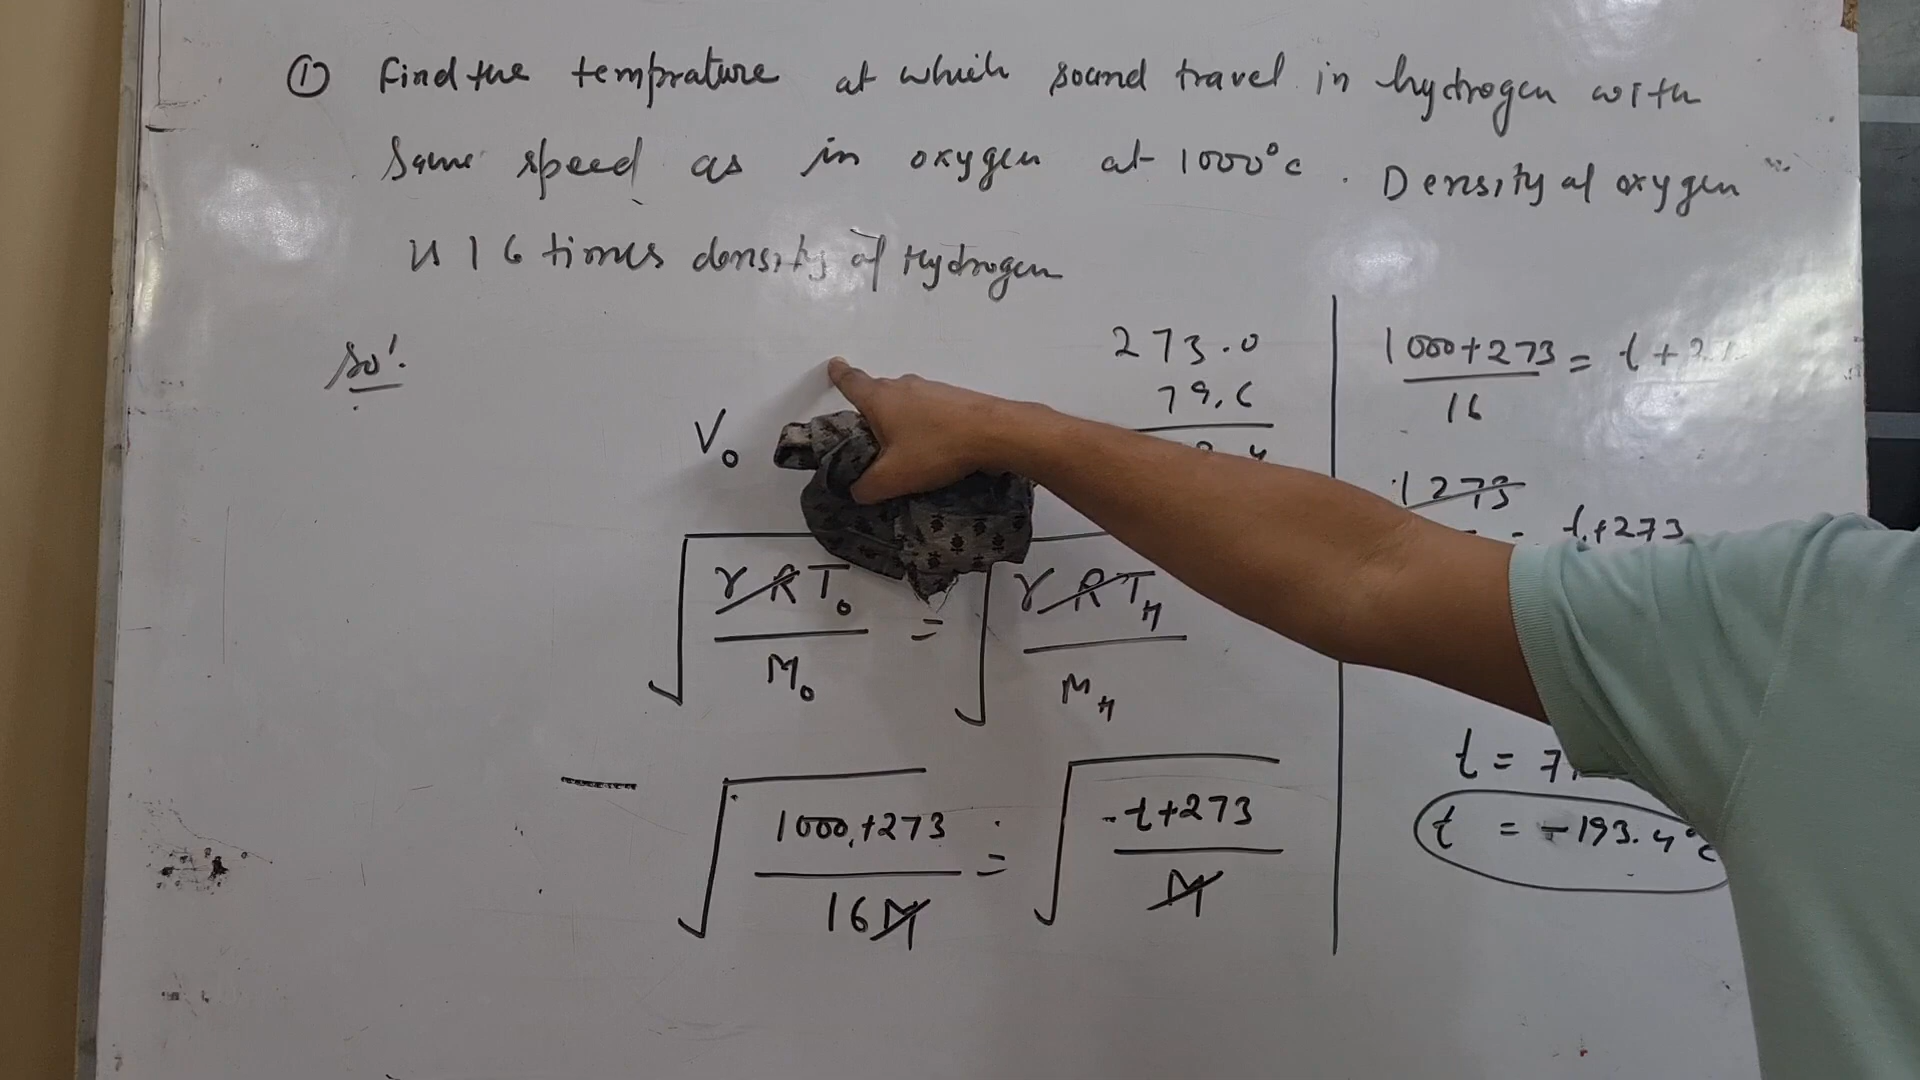 ① Find the temprature at which sound travel in hydrogen with
Same speed as in oxygen at 1000°c . Density of oxygen
is 16 times density of Hydrogen
Sol.
V₀
√(γRT₀/M₀) = √(γRT_H/M_H)
√(1000+273/16M) = √(t+273/M)
273.0
79.6
1000+273/16 = t+
1273
= t+273
t =
t = -193.4°c